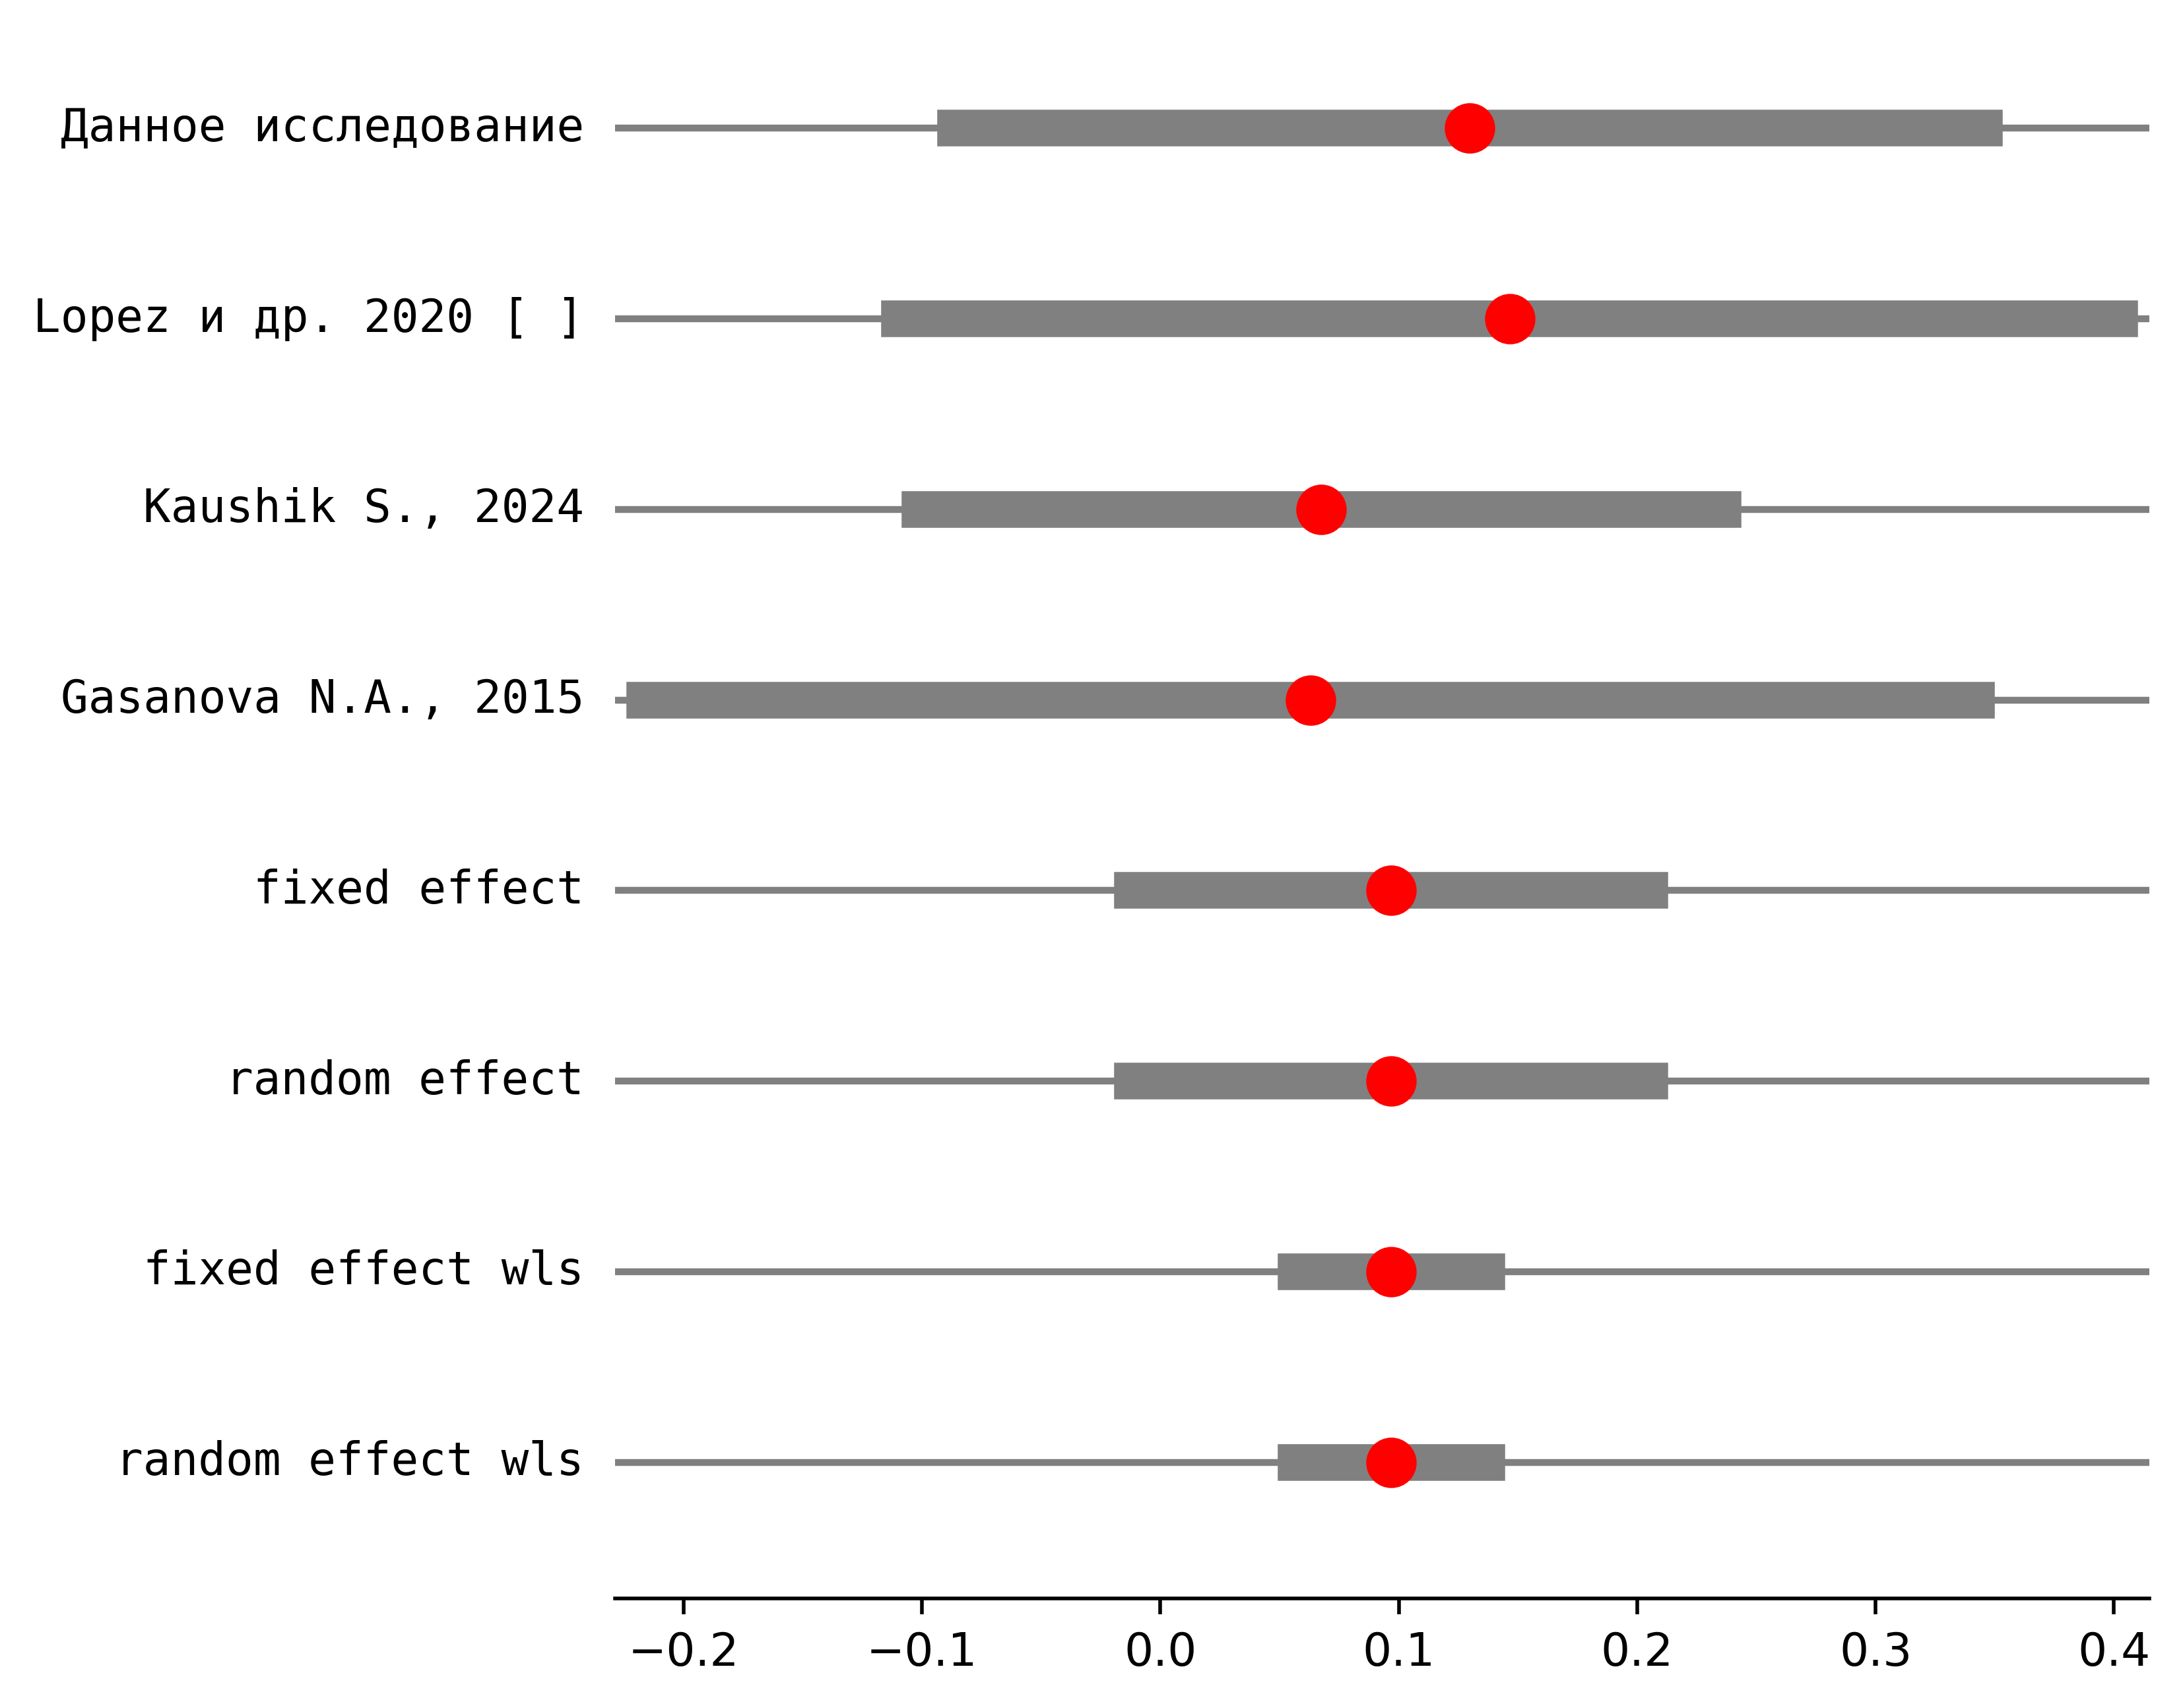 Данное исследование
Lopez и др. 2020 [ ]
Kaushik S., 2024
Gasanova N.A., 2015
fixed effect
random effect
fixed effect wls
random effect wls
−0.2 −0.1 0.0 0.1 0.2 0.3 0.4